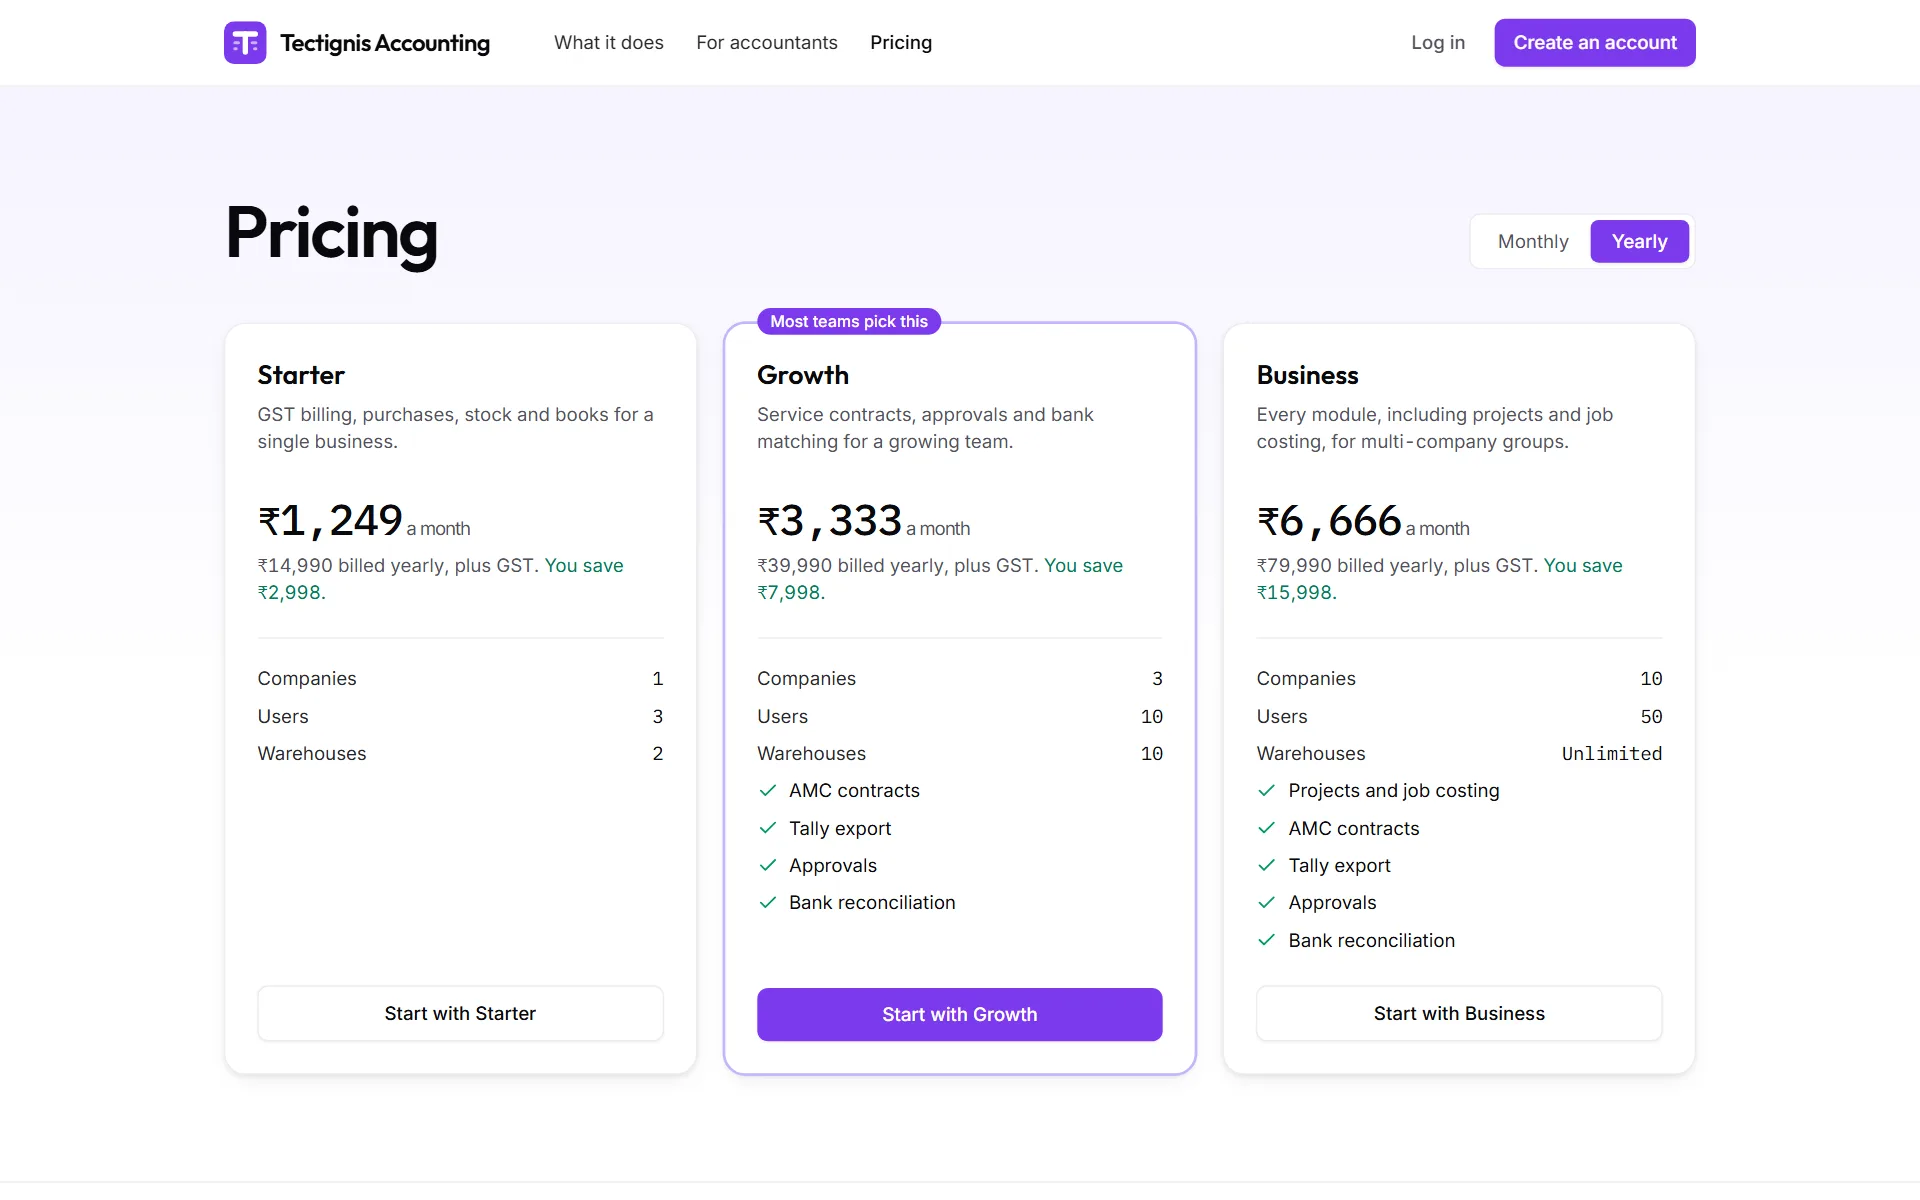 Tectignis Accounting
What it does
For accountants
Pricing
Log in
Create an account
Pricing
Monthly
Yearly
Starter
GST billing, purchases, stock and books for a
single business.
₹1,249 a month
₹14,990 billed yearly, plus GST. You save
₹2,998.
Companies 1
Users 3
Warehouses 2
Start with Starter
Most teams pick this
Growth
Service contracts, approvals and bank
matching for a growing team.
₹3,333 a month
₹39,990 billed yearly, plus GST. You save
₹7,998.
Companies 3
Users 10
Warehouses 10
AMC contracts
Tally export
Approvals
Bank reconciliation
Start with Growth
Business
Every module, including projects and job
costing, for multi-company groups.
₹6,666 a month
₹79,990 billed yearly, plus GST. You save
₹15,998.
Companies 10
Users 50
Warehouses Unlimited
Projects and job costing
AMC contracts
Tally export
Approvals
Bank reconciliation
Start with Business